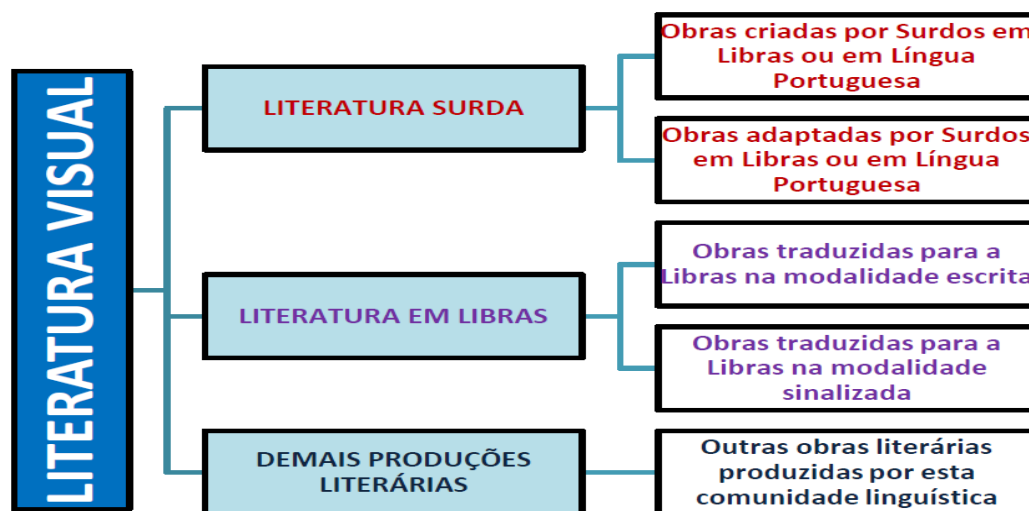 LITERATURA VISUAL
LITERATURA SURDA
Obras criadas por Surdos em
Libras ou em Língua
Portuguesa
Obras adaptadas por Surdos
em Libras ou em Língua
Portuguesa
LITERATURA EM LIBRAS
Obras traduzidas para a
Libras na modalidade escrita
Obras traduzidas para a
Libras na modalidade
sinalizada
DEMAIS PRODUÇÕES
LITERÁRIAS
Outras obras literárias
produzidas por esta
comunidade linguística